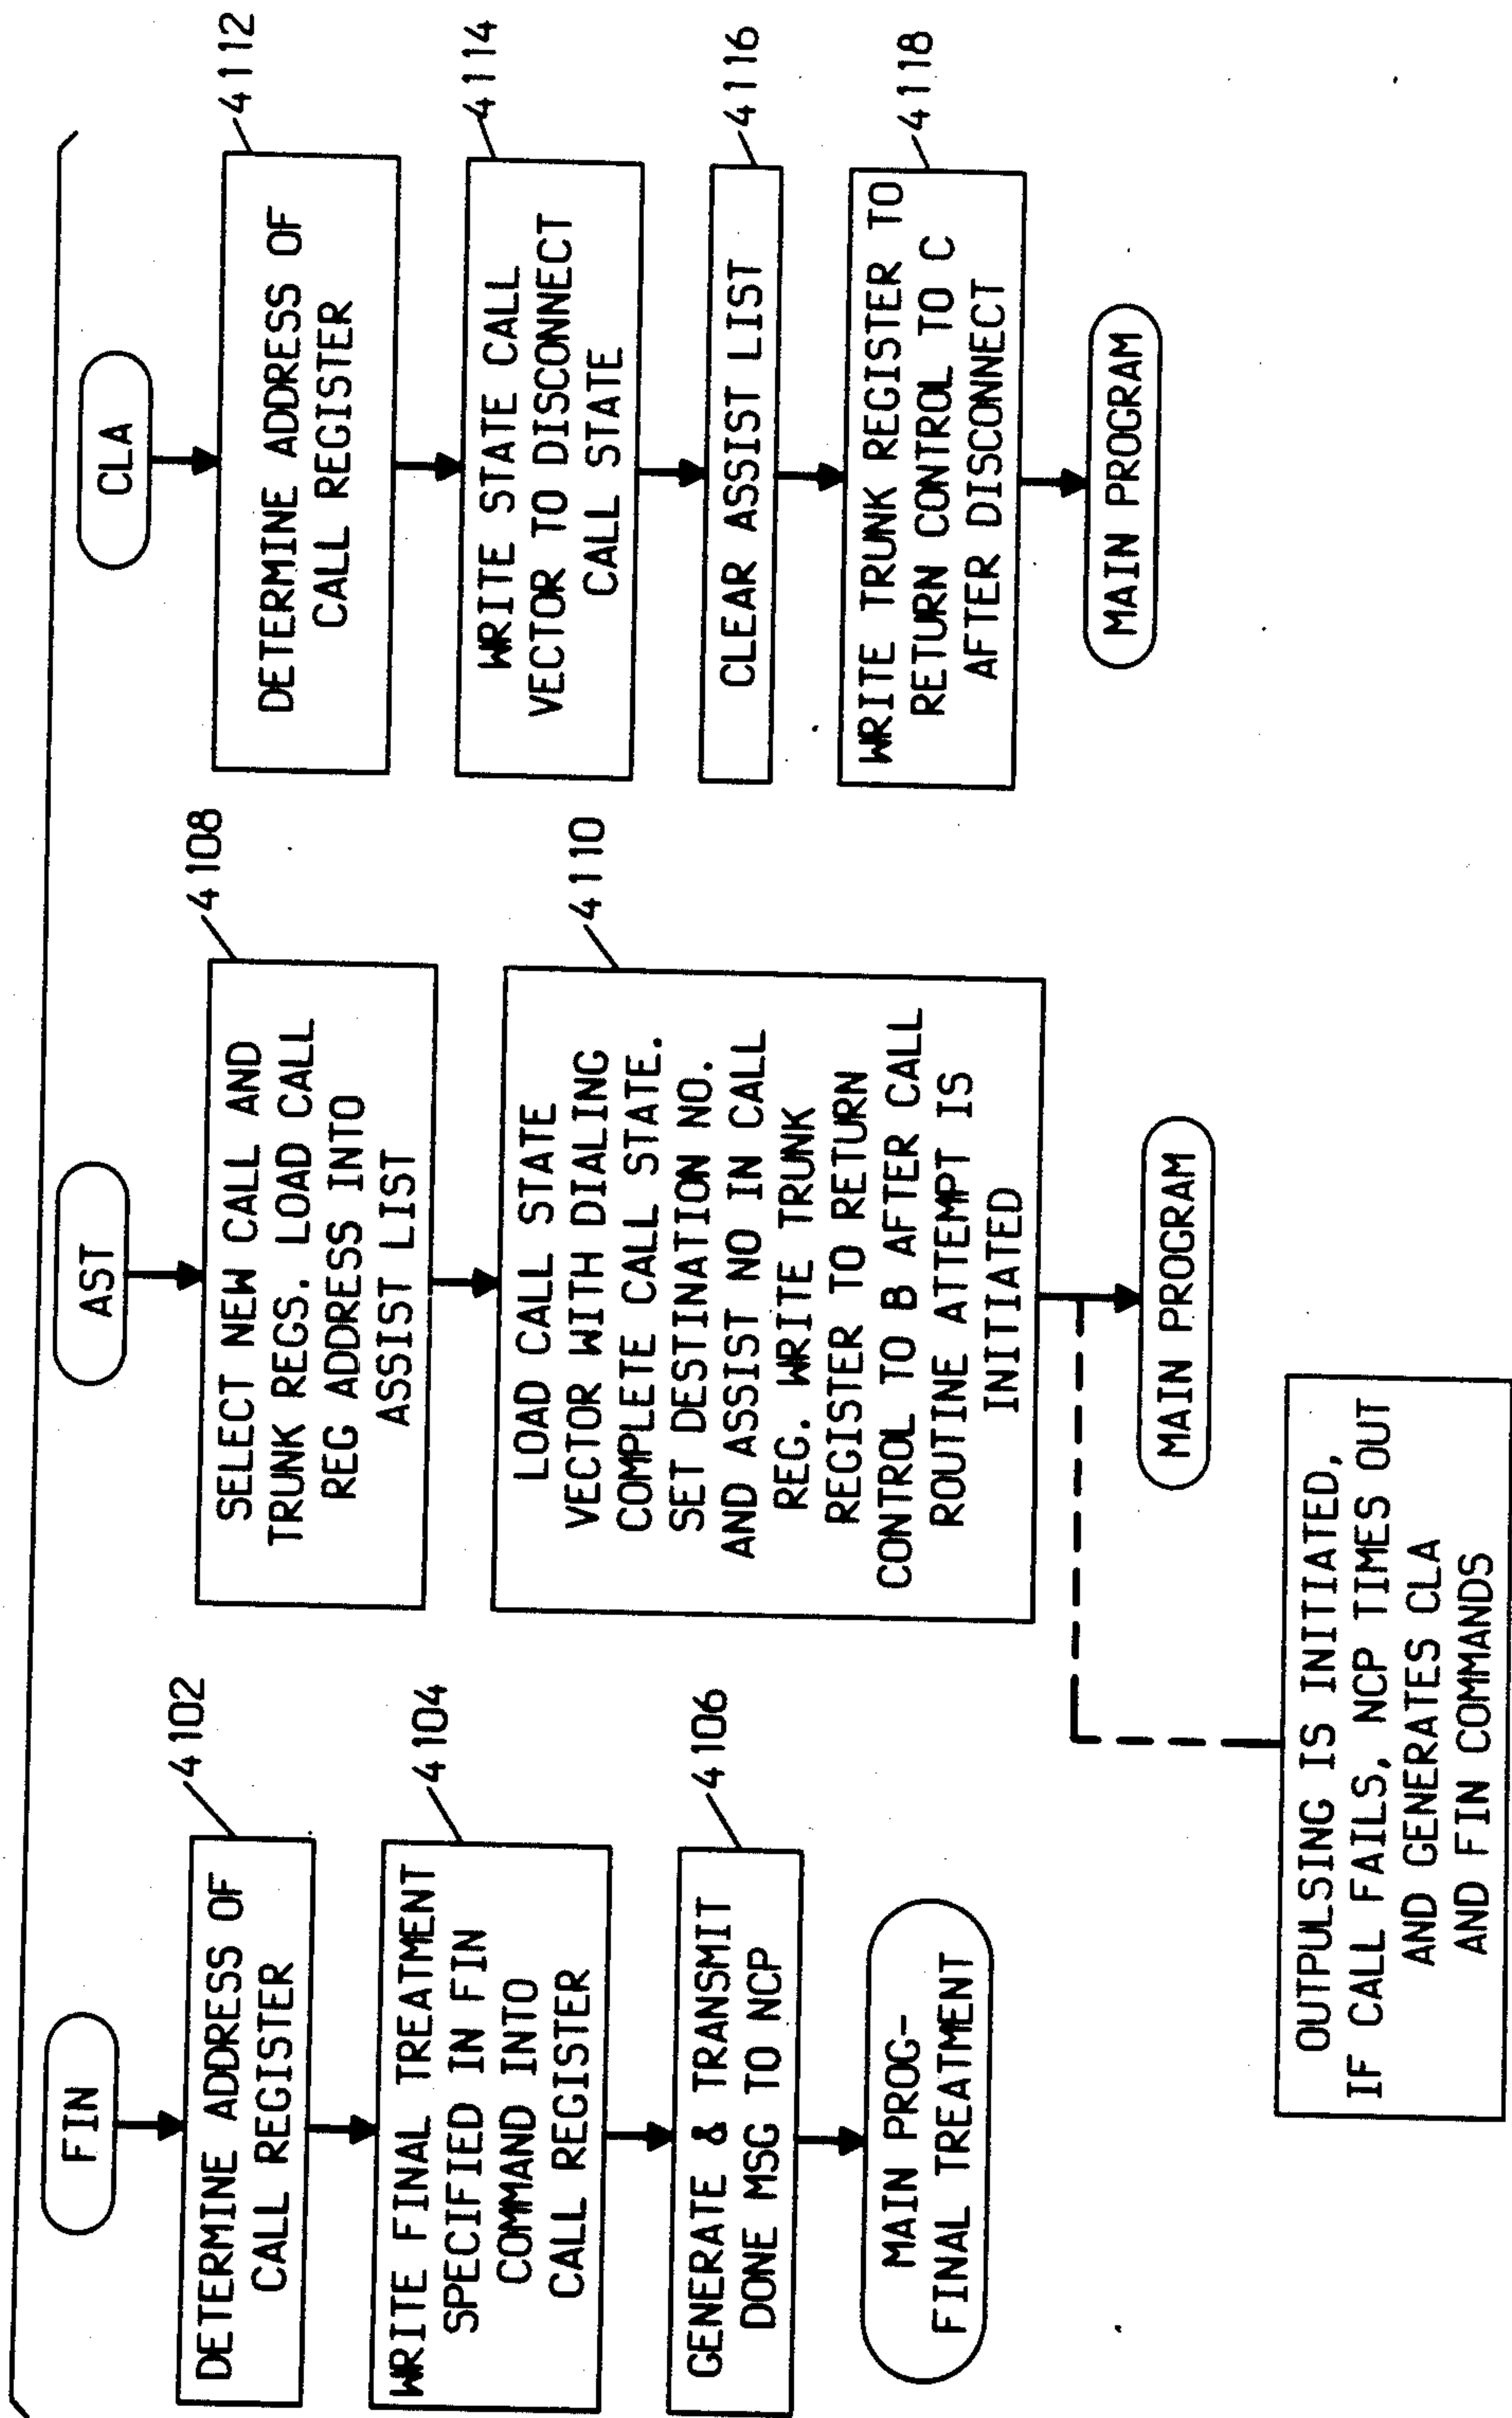 FIN
DETERMINE ADDRESS OF
CALL REGISTER
4102
WRITE FINAL TREATMENT
SPECIFIED IN FIN
COMMAND INTO
CALL REGISTER
4104
GENERATE & TRANSMIT
DONE MSG TO NCP
4106
MAIN PROG-
FINAL TREATMENT
AST
SELECT NEW CALL AND
TRUNK REGS. LOAD CALL
REG ADDRESS INTO
ASSIST LIST
4108
LOAD CALL STATE
VECTOR WITH DIALING
COMPLETE CALL STATE.
SET DESTINATION NO.
AND ASSIST NO IN CALL
REG. WRITE TRUNK
REGISTER TO RETURN
CONTROL TO B AFTER CALL
ROUTINE ATTEMPT IS
INITIATED
4110
MAIN PROGRAM
OUTPULSING IS INITIATED,
IF CALL FAILS, NCP TIMES OUT
AND GENERATES CLA
AND FIN COMMANDS
CLA
DETERMINE ADDRESS OF
CALL REGISTER
4112
WRITE STATE CALL
VECTOR TO DISCONNECT
CALL STATE
4114
CLEAR ASSIST LIST
4116
WRITE TRUNK REGISTER TO
RETURN CONTROL TO C
AFTER DISCONNECT
4118
MAIN PROGRAM